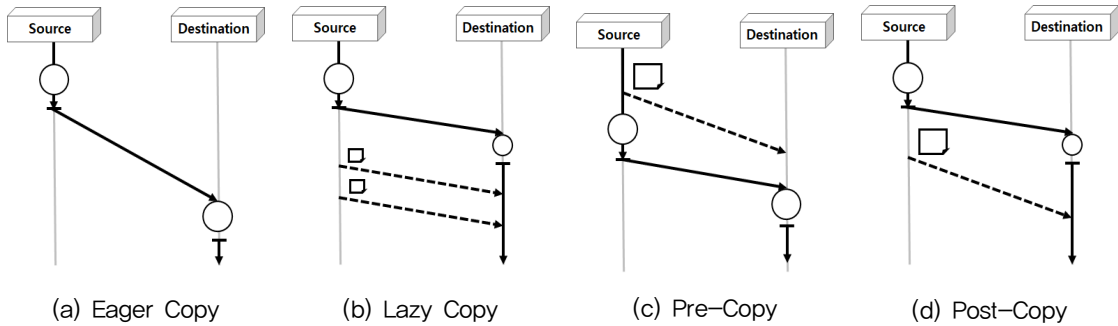 Source Destination Source Destination Source Destination Source Destination
(a) Eager Copy (b) Lazy Copy (c) Pre-Copy (d) Post-Copy